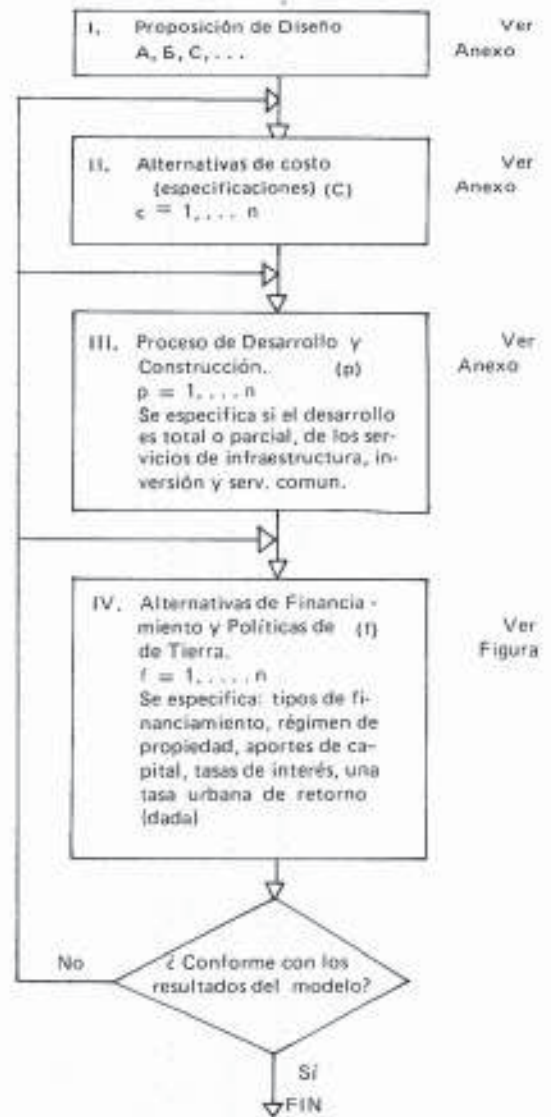 I. Proposición de Diseño
A, B, C, ...
Ver
Anexo
II. Alternativas de costo
(especificaciones) (C)
c = 1, ... n
Ver
Anexo
III. Proceso de Desarrollo y
Construcción. (p)
p = 1, ... n
Se especifica si el desarrollo
es total o parcial, de los ser-
vicios de infraestructura, in-
versión y serv. comun.
Ver
Anexo
IV. Alternativas de Financia -
miento y Políticas de (f)
de Tierra.
f = 1, .... n
Se especifica: tipos de fi-
nanciamiento, régimen de
propiedad, aportes de ca-
pital, tasas de interés, una
tasa urbana de retorno
(dada)
Ver
Figura
No
¿ Conforme con los
resultados del modelo?
Sí
FIN